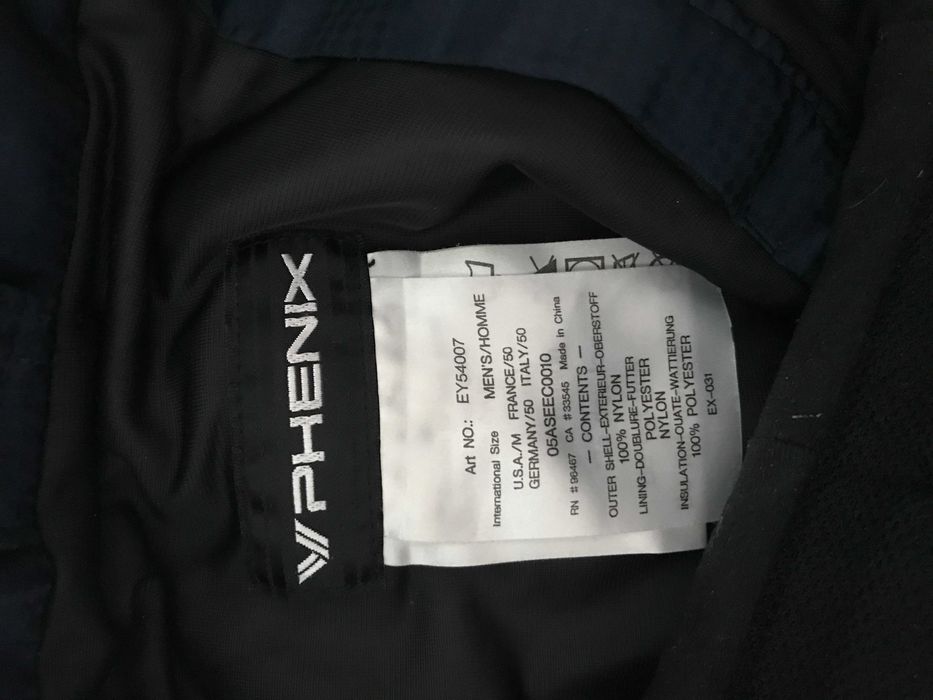 PHENIX
Art NO.: EY54007
International Size MEN'S/HOMME
U.S.A./M FRANCE/50
GERMANY/50 ITALY/50
05ASEEC0010
RN #96467 CA #33545 Made in China
— CONTENTS —
OUTER SHELL-EXTERIEUR-OBERSTOFF
100% NYLON
LINING-DOUBLURE-FUTTER
POLYESTER
NYLON
INSULATION-OUATE-WATTIERUNG
100% POLYESTER
EX-031